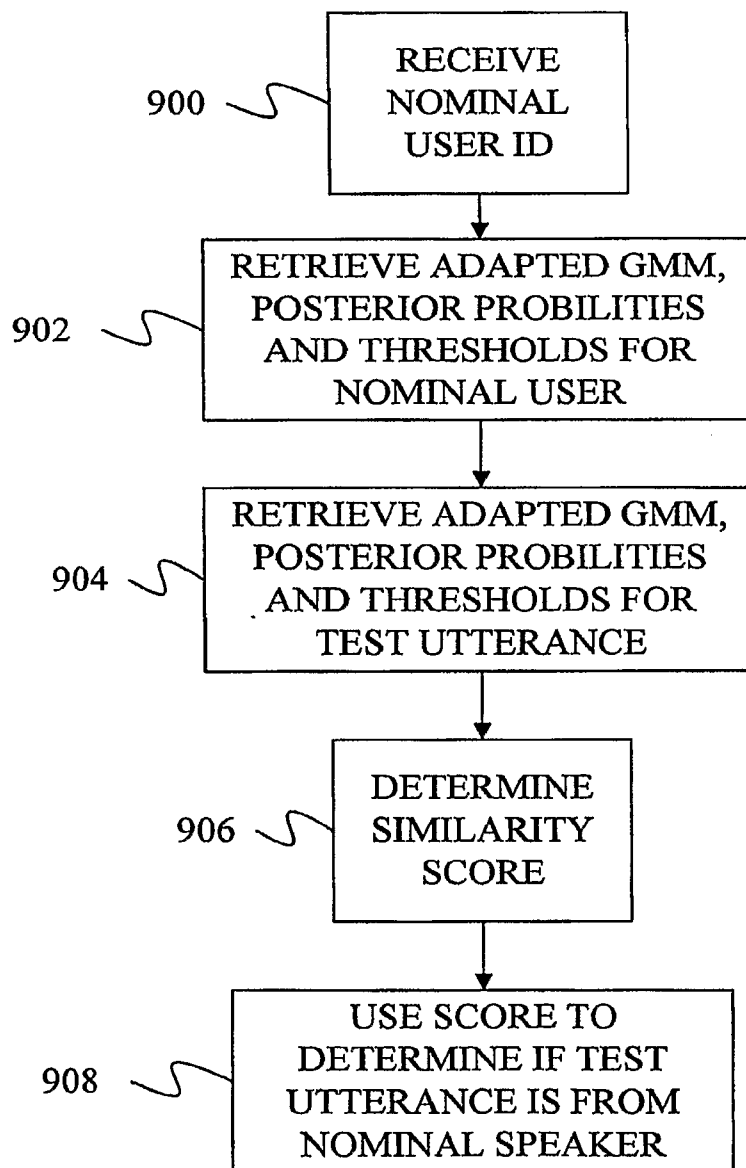 900
RECEIVE
NOMINAL
USER ID
902
RETRIEVE ADAPTED GMM,
POSTERIOR PROBILITIES
AND THRESHOLDS FOR
NOMINAL USER
904
RETRIEVE ADAPTED GMM,
POSTERIOR PROBILITIES
AND THRESHOLDS FOR
TEST UTTERANCE
906
DETERMINE
SIMILARITY
SCORE
908
USE SCORE TO
DETERMINE IF TEST
UTTERANCE IS FROM
NOMINAL SPEAKER